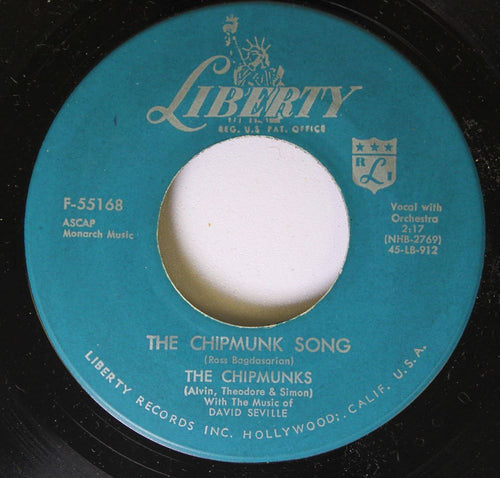 LIBERTY
REG. U.S PAT. OFFICE
R L I
F-55168
ASCAP
Monarch Music
Vocal with
Orchestra
2:17
(NHB-2769)
45-LB-912
THE CHIPMUNK SONG
(Ross Bagdasarian)
THE CHIPMUNKS
(Alvin, Theodore & Simon)
With The Music of
DAVID SEVILLE
LIBERTY RECORDS INC. HOLLYWOOD, CALIF. U.S.A.